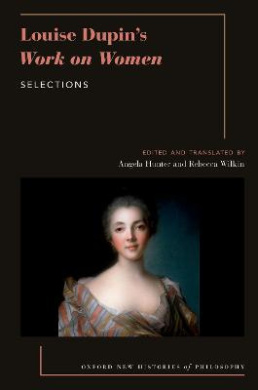 Louise Dupin's
Work on Women
SELECTIONS
EDITED AND TRANSLATED BY
Angela Hunter and Rebecca Wilkin
OXFORD NEW HISTORIES of PHILOSOPHY